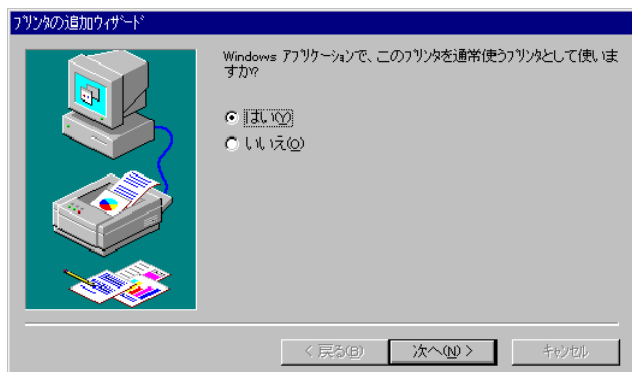 プリンタの追加ウィザード
Windows アプリケーションで、このプリンタを通常使うプリンタとして使いま
すか?
はい(Y)
いいえ(O)
< 戻る(B)
次へ(N) >
キャンセル